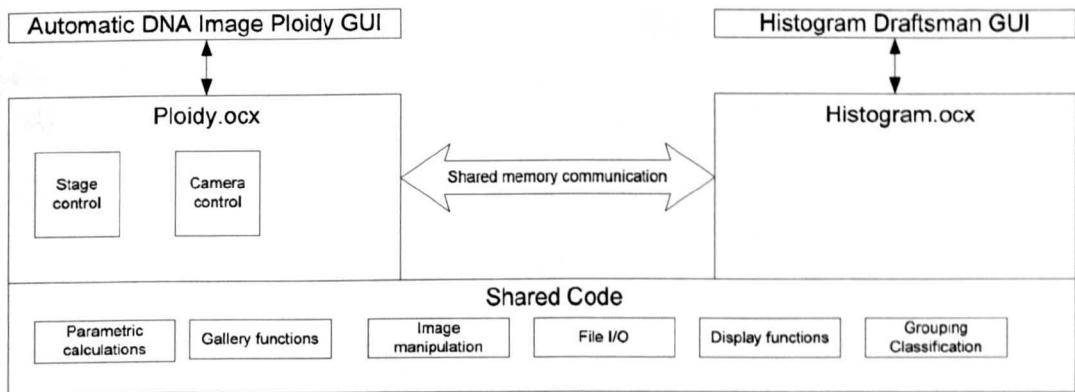 Automatic DNA Image Ploidy GUI
Histogram Draftsman GUI
Ploidy.ocx
Histogram.ocx
Stage
control
Camera
control
Shared memory communication
Shared Code
Parametric
calculations
Gallery functions
Image
manipulation
File I/O
Display functions
Grouping
Classification